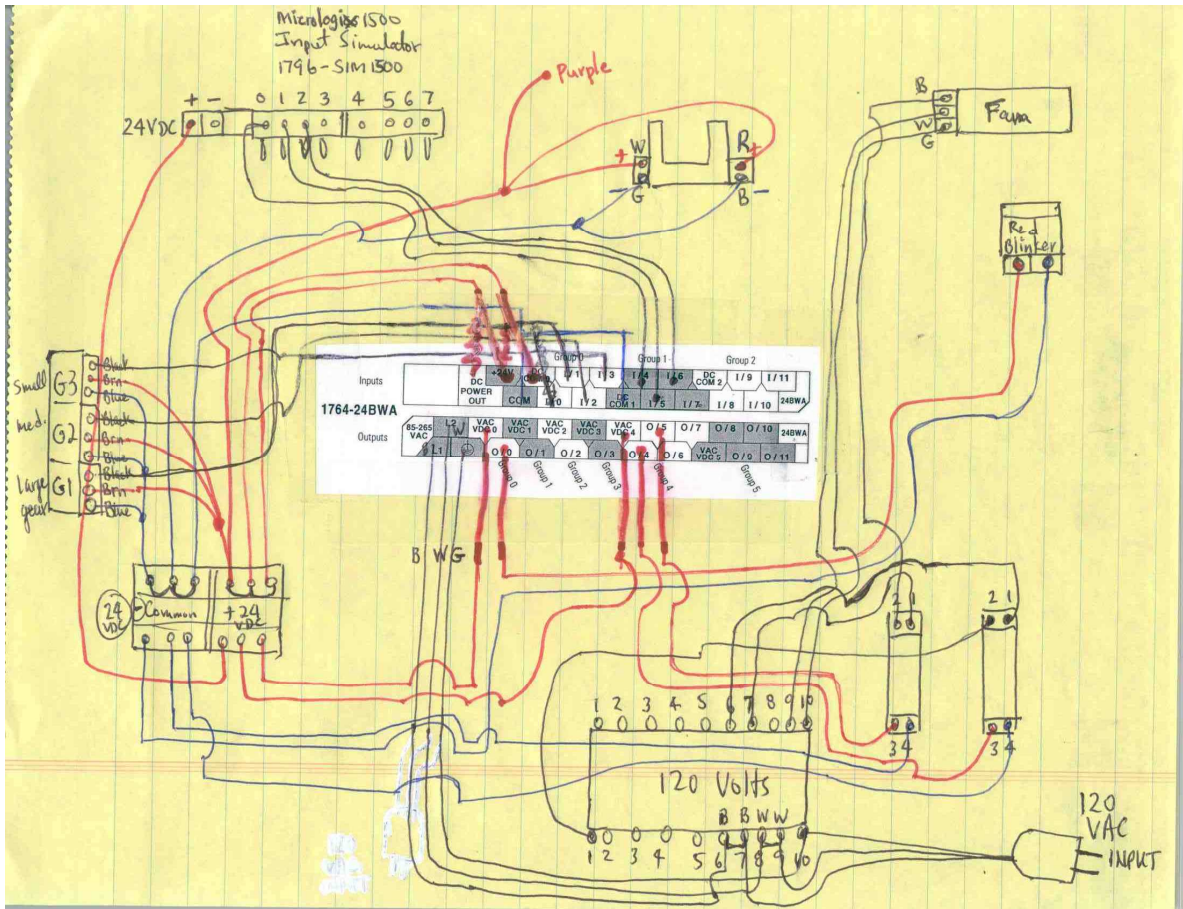 Micrologix 1500
Input Simulator
1796-SIM 1500
Purple
+ - 0 1 2 3 4 5 6 7
24VDC
B
W
G
Fam
W R
+ +
- -
G B
Red
Blinker
Small G3 Black
Brn
Blue
med. G2 Black
Brn
Blue
large gear G1 Black
Brn
Blue
Group 0 Group 1 Group 2
Inputs
DC POWER OUT +24V I/1 I/3 I/4 I/6 DC COM 2 I/9 I/11
COM I/0 I/2 DC COM 1 I/5 I/7 I/8 I/10 24BWA
1764-24BWA
Outputs
85-265 VAC L2 W VAC VDC 0 VAC VDC 1 VAC VDC 2 VAC VDC 3 VAC VDC 4 O/5 O/7 O/8 O/10 24BWA
L1 O/0 O/1 O/2 O/3 O/4 O/6 VAC VDC 5 O/9 O/11
Group 0 Group 1 Group 2 Group 3 Group 4 Group 5
B W G
24 VDC - Common +24 VDC
2 1 2 1
3 4 3 4
1 2 3 4 5 6 7 8 9 10
120 Volts
B B W W
1 2 3 4 5 6 7 8 9 10
120
VAC
INPUT